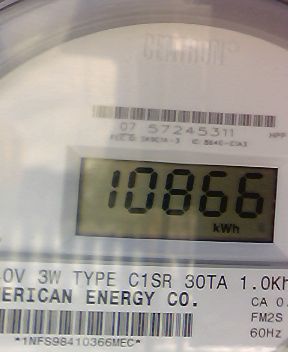 CENTRON
07 57245311
10866
kWh
.0V 3W TYPE C1SR 30TA 1.0Kh
ERICAN ENERGY CO.
CA 0.
FM2S
60Hz
*1NFS98410366MEC*